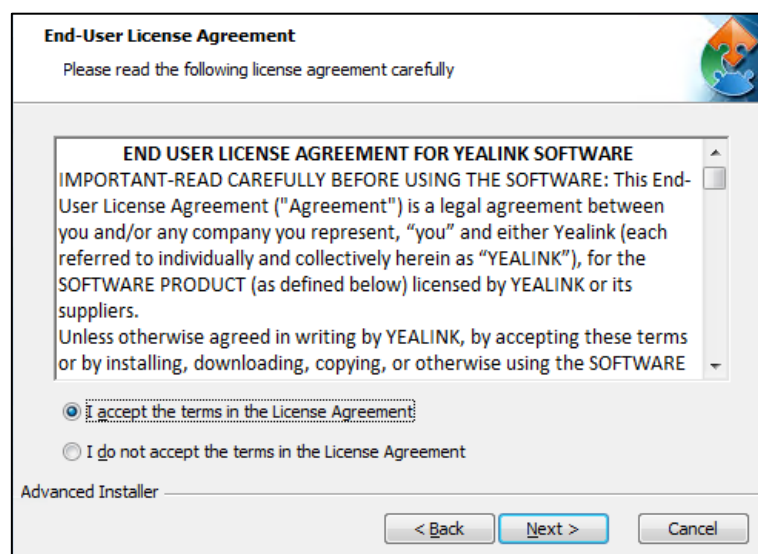 End-User License Agreement
Please read the following license agreement carefully
END USER LICENSE AGREEMENT FOR YEALINK SOFTWARE
IMPORTANT-READ CAREFULLY BEFORE USING THE SOFTWARE: This End-
User License Agreement ("Agreement") is a legal agreement between
you and/or any company you represent, “you” and either Yealink (each
referred to individually and collectively herein as “YEALINK”), for the
SOFTWARE PRODUCT (as defined below) licensed by YEALINK or its
suppliers.
Unless otherwise agreed in writing by YEALINK, by accepting these terms
or by installing, downloading, copying, or otherwise using the SOFTWARE
I accept the terms in the License Agreement
I do not accept the terms in the License Agreement
Advanced Installer
< Back
Next >
Cancel